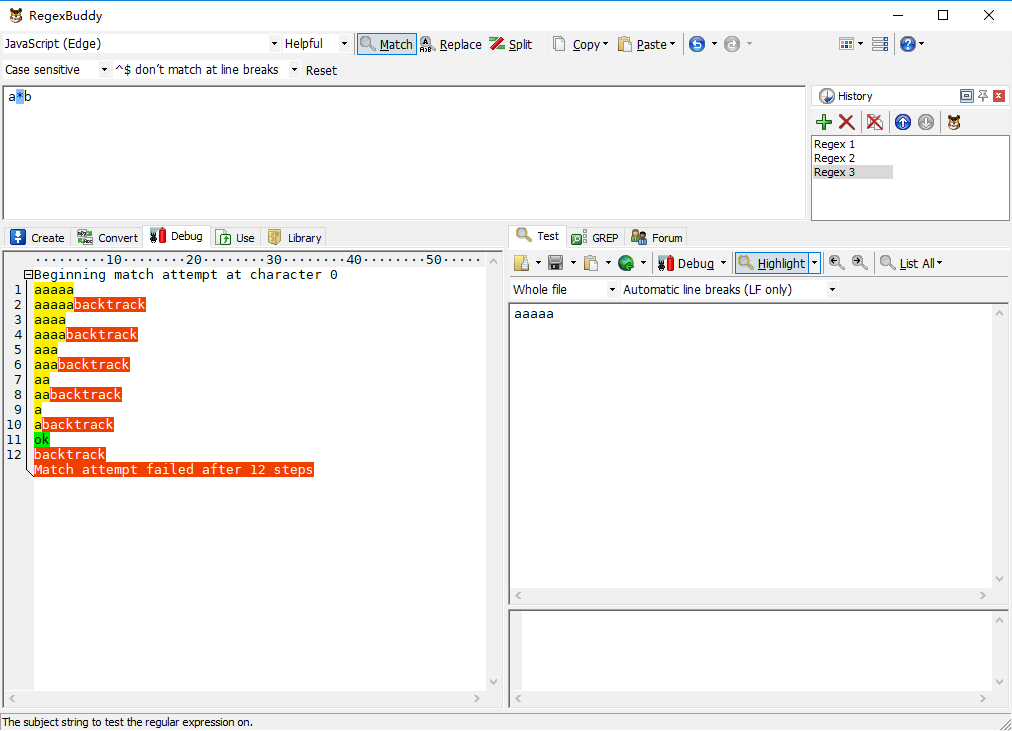 RegexBuddy
JavaScript (Edge) Helpful Match Replace Split Copy Paste
Case sensitive ^$ don't match at line breaks Reset
a*b
History
Regex 1
Regex 2
Regex 3
Create Convert Debug Use Library
·········10········20········30········40········50·····
Beginning match attempt at character 0
1 aaaaa
2 aaaaabacktrack
3 aaaa
4 aaaabacktrack
5 aaa
6 aaabacktrack
7 aa
8 aabacktrack
9 a
10 abacktrack
11 ok
12 backtrack
Match attempt failed after 12 steps
Test GREP Forum
Debug Highlight List All
Whole file Automatic line breaks (LF only)
aaaaa
The subject string to test the regular expression on.